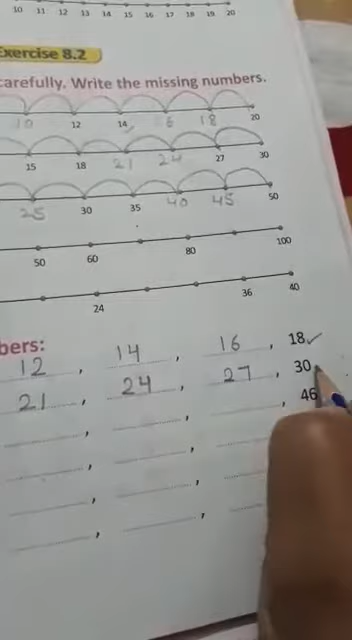 10 11 12 13 14 15 16 17 18 19 20
Exercise 8.2
carefully. Write the missing numbers.
10 12 14 16 18 20
15 18 21 24 27 30
25 30 35 40 45 50
50 60 80 100
24 36 40
bers:
12, 14, 16, 18 ✓
21, 24, 27, 30
, , , 46
, ,
, ,
, ,